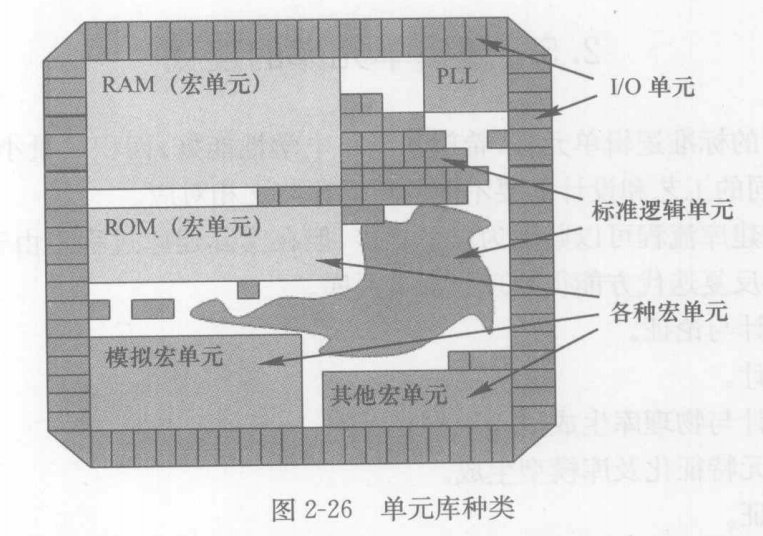 RAM（宏单元）
PLL
I/O 单元
ROM（宏单元）
标准逻辑单元
各种宏单元
模拟宏单元
其他宏单元
图 2-26 单元库种类